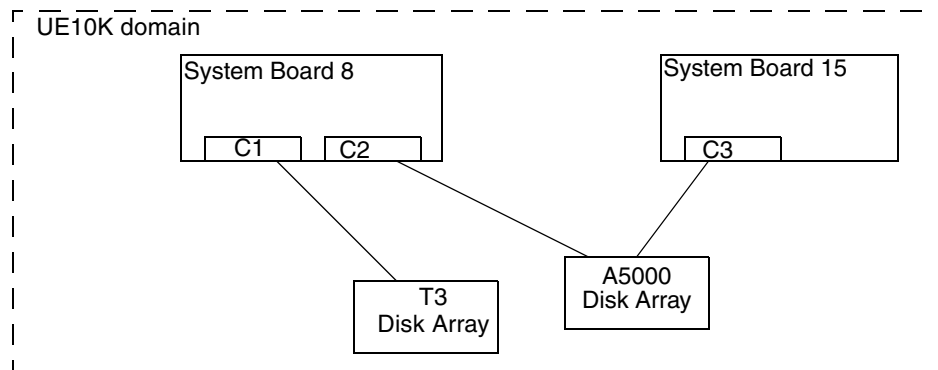 UE10K domain
System Board 8
System Board 15
C1
C2
C3
A5000
Disk Array
T3
Disk Array